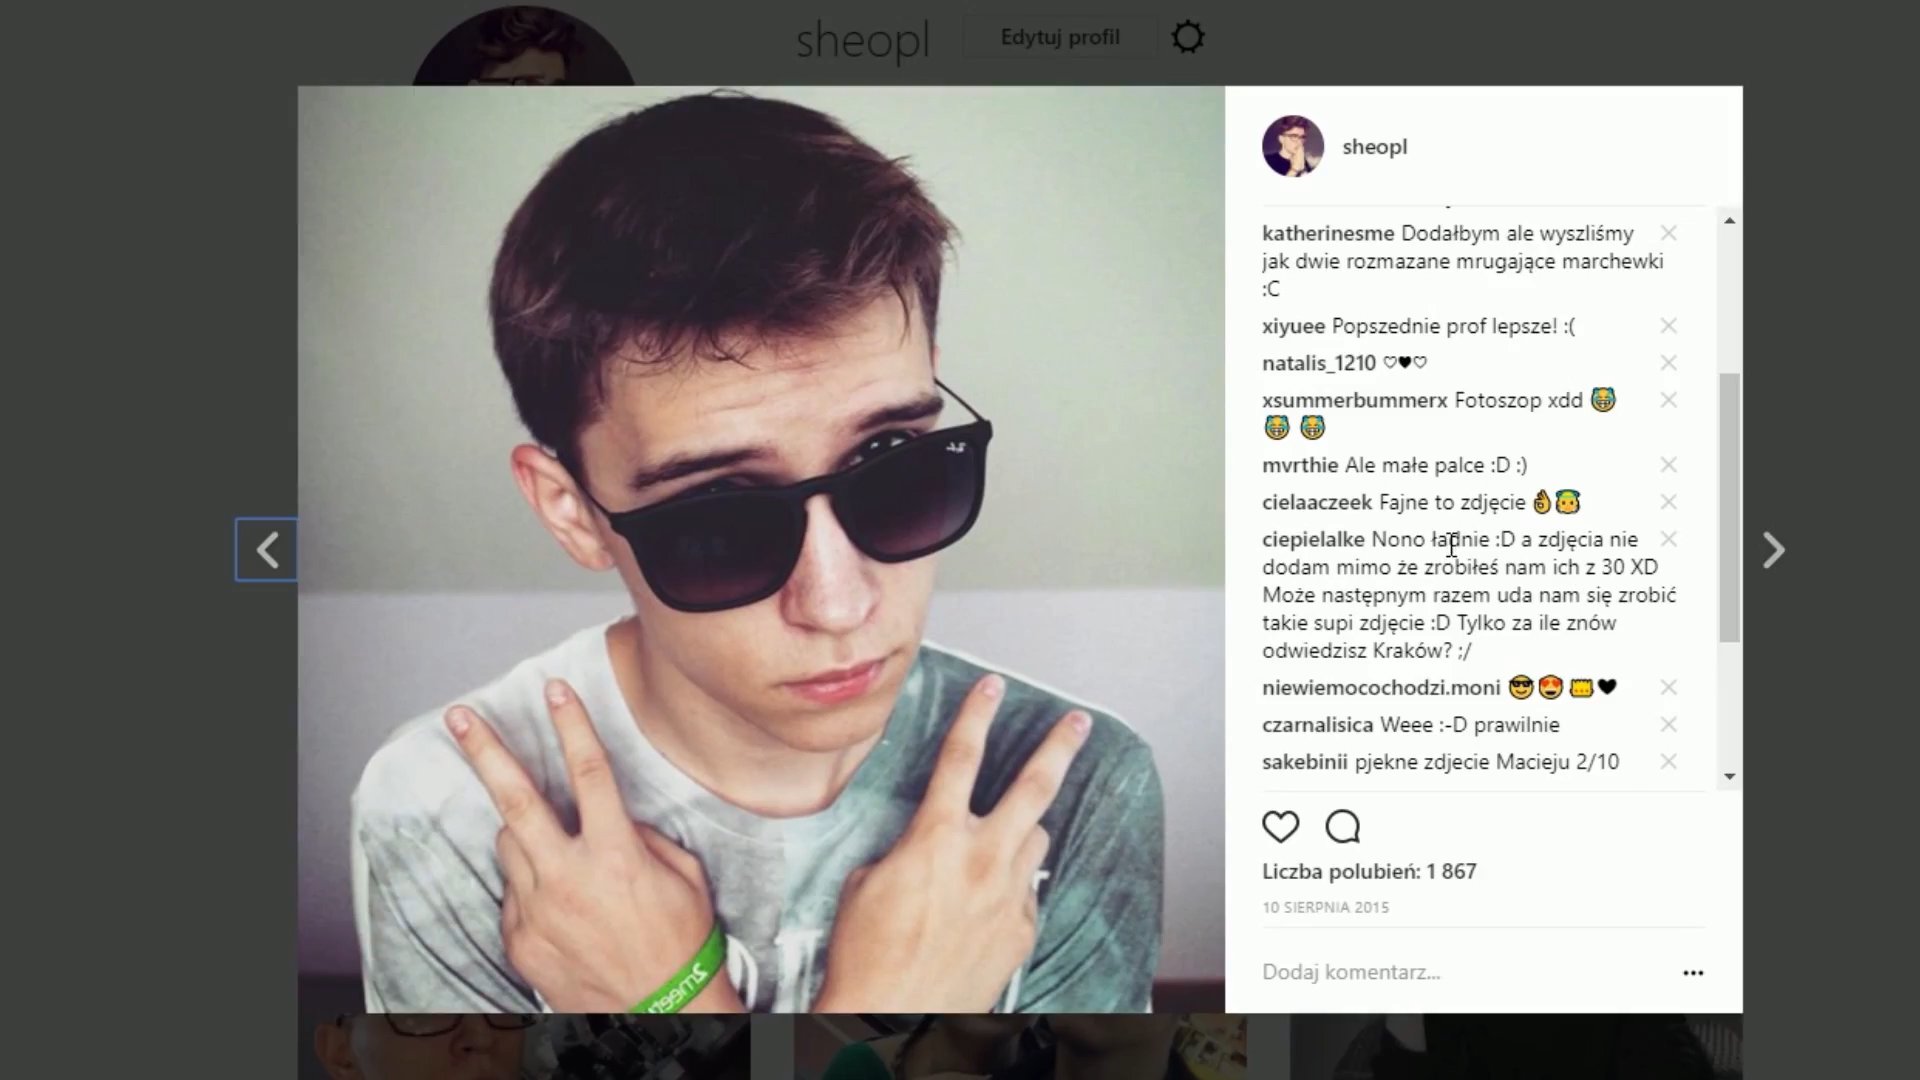 sheopl
Edytuj profil
sheopl
katherinesme Dodałbym ale wyszliśmy
jak dwie rozmazane mrugające marchewki
:C
xiyuee Popszednie prof lepsze! :(
natalis_1210 ♡♥♡
xsummerbummerx Fotoszop xdd 😹
😹 😹
mvrthie Ale małe palce :D :)
cielaaczeek Fajne to zdjęcie 👌😇
ciepielalke Nono ładnie :D a zdjęcia nie
dodam mimo że zrobiłeś nam ich z 30 XD
Może następnym razem uda nam się zrobić
takie supi zdjęcie :D Tylko za ile znów
odwiedzisz Kraków? ;/
niewiemocochodzi.moni 😎😍 ♥
czarnalisica Weee :-D prawilnie
sakebinii pjekne zdjecie Macieju 2/10
Liczba polubień: 1 867
10 SIERPNIA 2015
Dodaj komentarz...